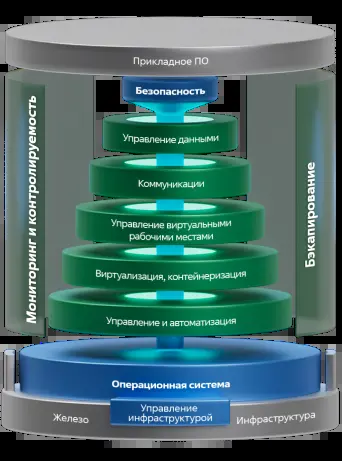 Прикладное ПО
Безопасность
Мониторинг и контролируемость
Управление данными
Коммуникации
Управление виртуальными
рабочими местами
Виртуализация, контейнеризация
Управление и автоматизация
Бэкапирование
Операционная система
Железо
Управление
инфраструктурой
Инфраструктура